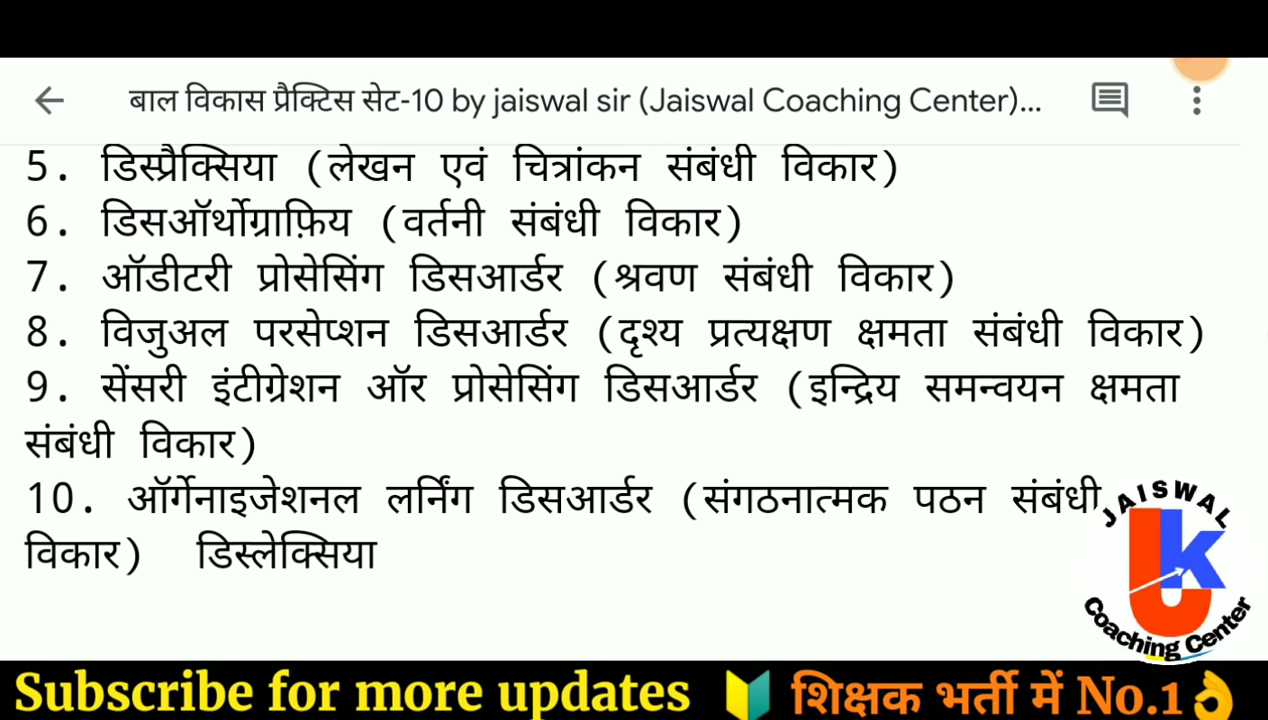 बाल विकास प्रैक्टिस सेट-10 by jaiswal sir (Jaiswal Coaching Center)...
5. डिस्प्रैक्सिया (लेखन एवं चित्रांकन संबंधी विकार)
6. डिसऑर्थोग्राफ़िय (वर्तनी संबंधी विकार)
7. ऑडीटरी प्रोसेसिंग डिसआर्डर (श्रवण संबंधी विकार)
8. विजुअल परसेप्शन डिसआर्डर (दृश्य प्रत्यक्षण क्षमता संबंधी विकार)
9. सेंसरी इंटीग्रेशन ऑर प्रोसेसिंग डिसआर्डर (इन्द्रिय समन्वयन क्षमता
संबंधी विकार)
10. ऑर्गेनाइजेशनल लर्निंग डिसआर्डर (संगठनात्मक पठन संबंधी
विकार) डिस्लेक्सिया
JAISWAL
JK
Coaching Center
Subscribe for more updates 🔰 शिक्षक भर्ती में No.1👌